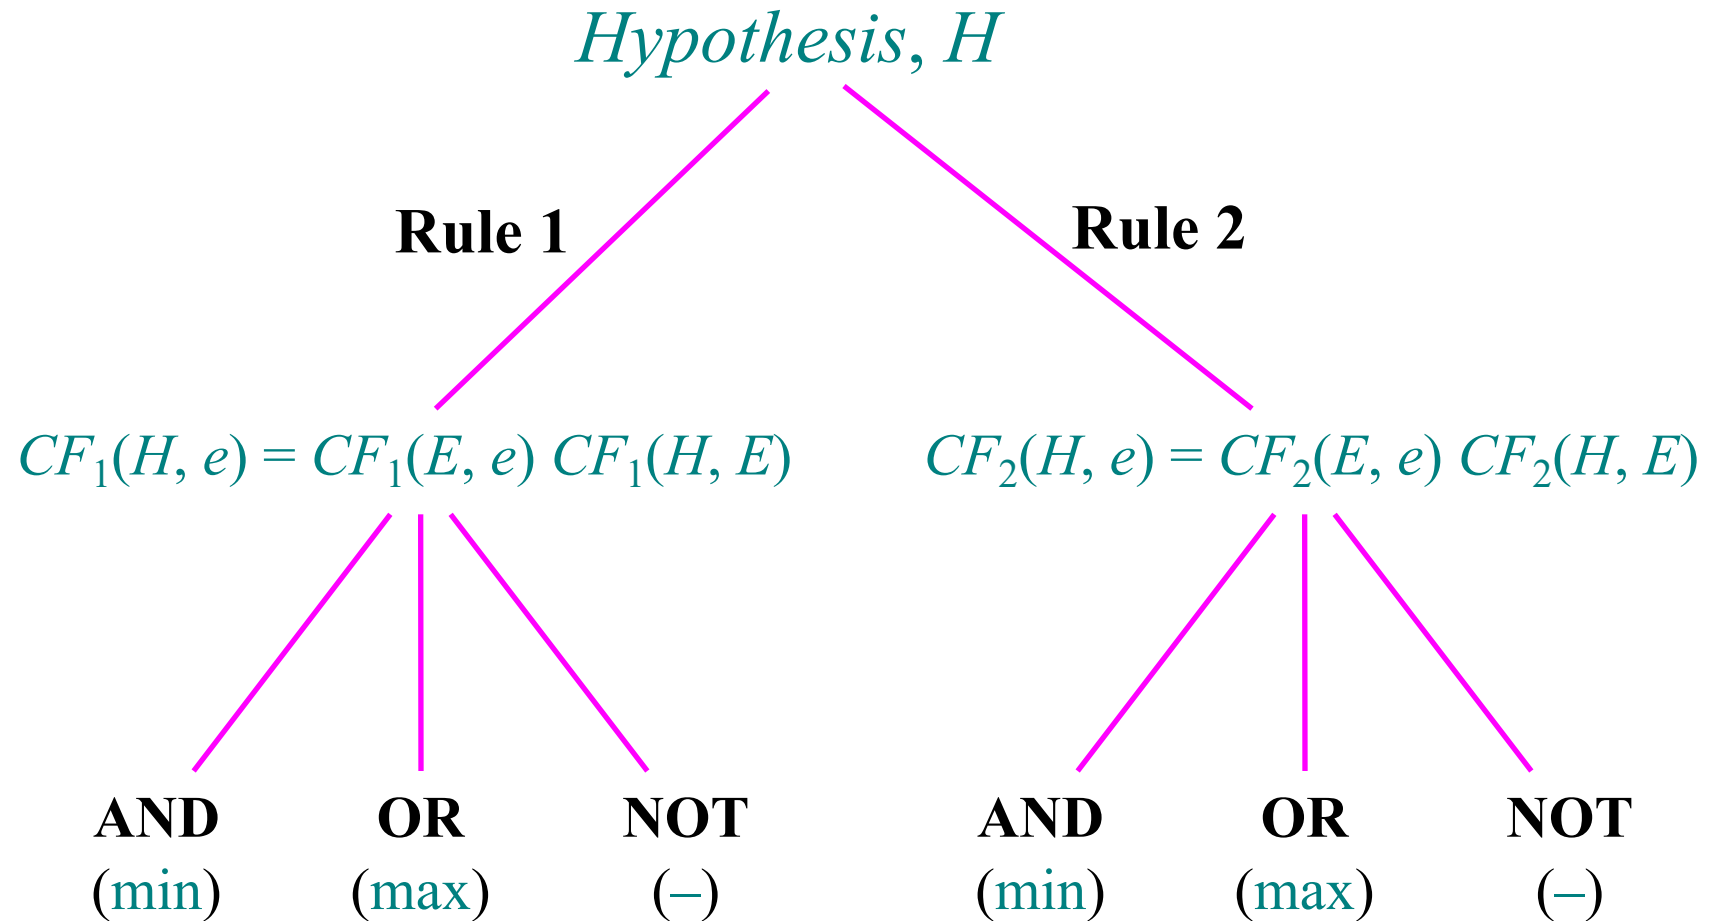 Hypothesis, H
Rule 1 Rule 2
CF₁(H, e) = CF₁(E, e) CF₁(H, E) CF₂(H, e) = CF₂(E, e) CF₂(H, E)
AND OR NOT AND OR NOT
(min) (max) (–) (min) (max) (–)